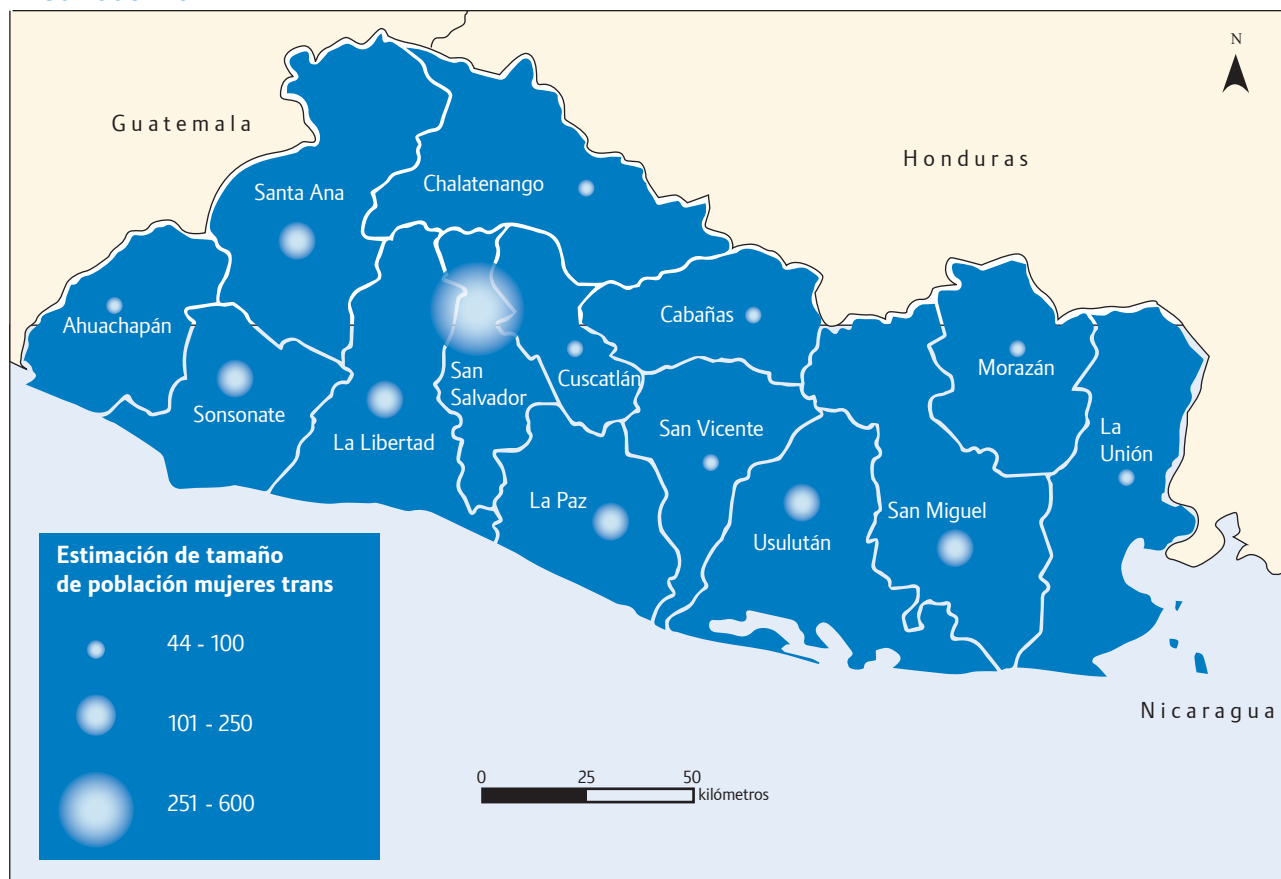 N
Guatemala
Honduras
Santa Ana
Chalatenango
Ahuachapán
Cabañas
Sonsonate
San
Salvador
Cuscatlán
Morazán
La Libertad
San Vicente
La
Unión
La Paz
Usulután
San Miguel
Nicaragua
Estimación de tamaño
de población mujeres trans
44 - 100
101 - 250
251 - 600
0 25 50
kilómetros